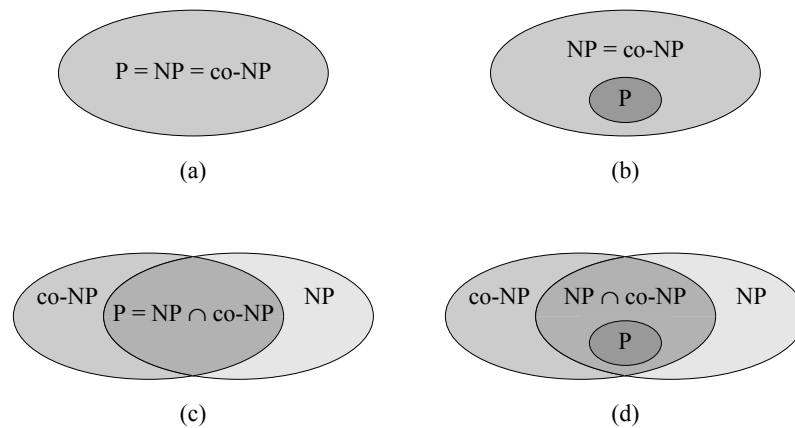 P = NP = co-NP
(a)
NP = co-NP
P
(b)
co-NP
P = NP ∩ co-NP
NP
(c)
co-NP
NP ∩ co-NP
NP
P
(d)